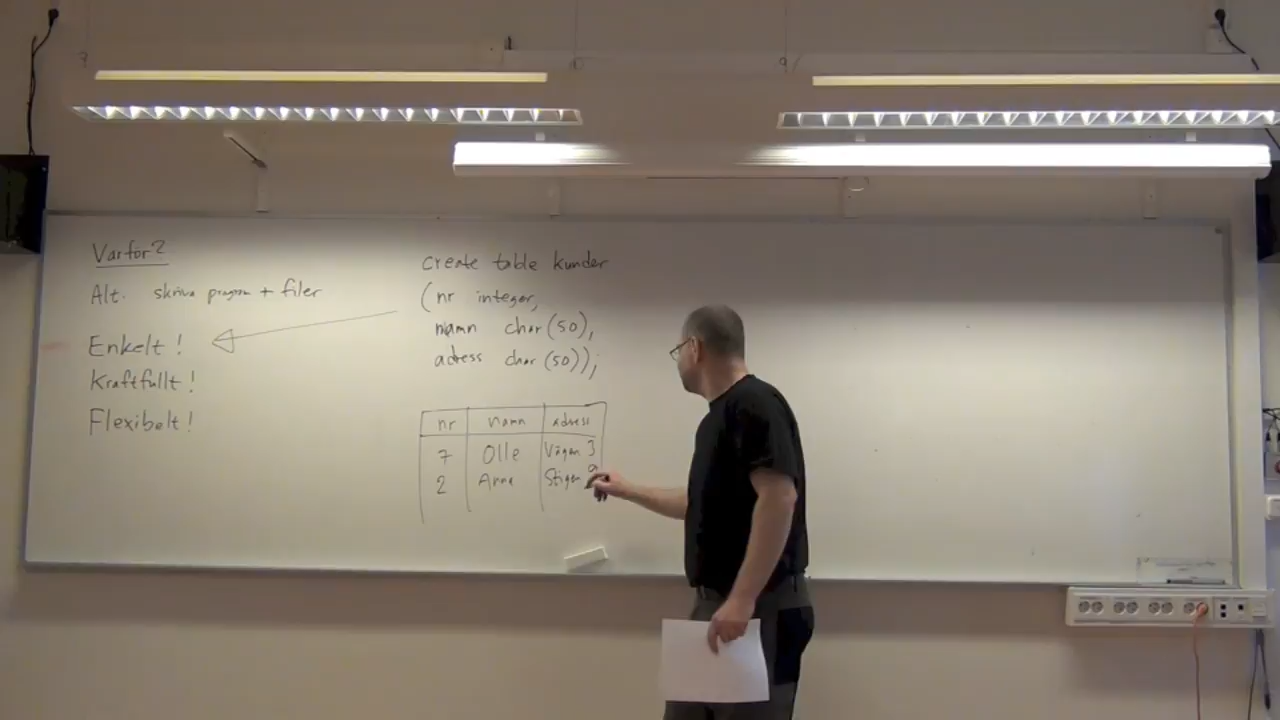 Varför?
Alt. skriva program + filer
Enkelt!
Kraftfullt!
Flexibelt!
create table kunder
(nr integer,
namn char(50),
adress char(50));
nr namn adress
7 Olle Vägen 3
2 Anna Stigen 9